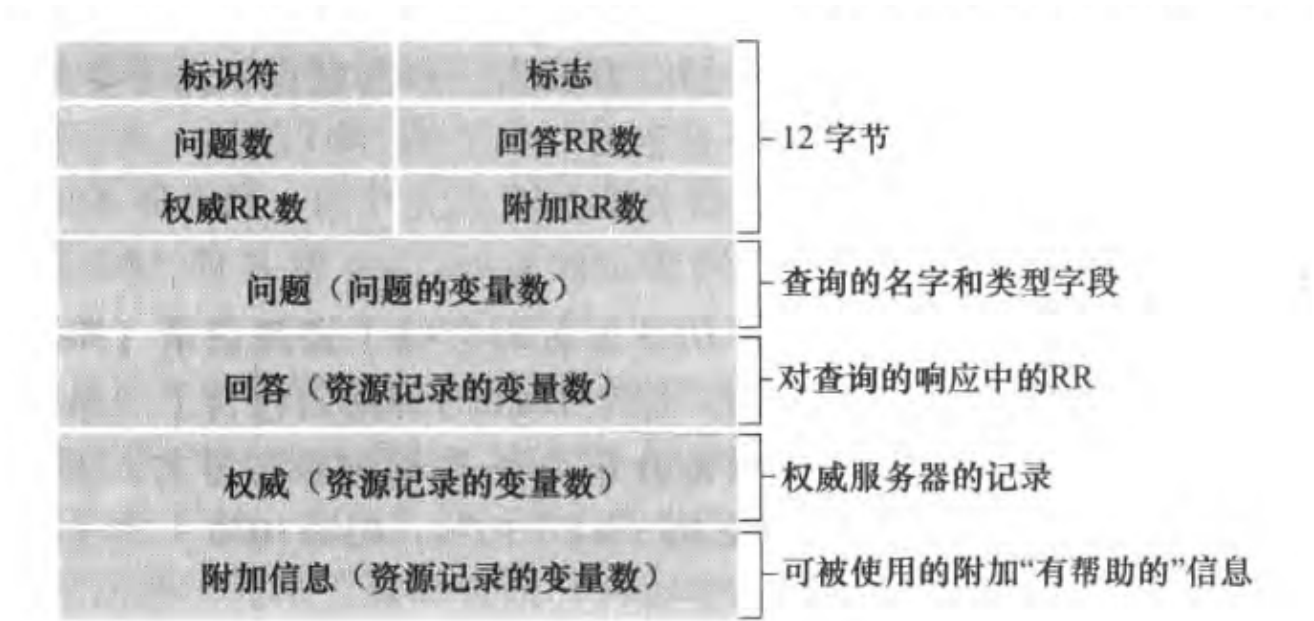 标识符 标志
问题数 回答RR数 12 字节
权威RR数 附加RR数
问题（问题的变量数） 查询的名字和类型字段
回答（资源记录的变量数） 对查询的响应中的RR
权威（资源记录的变量数） 权威服务器的记录
附加信息（资源记录的变量数） 可被使用的附加“有帮助的”信息